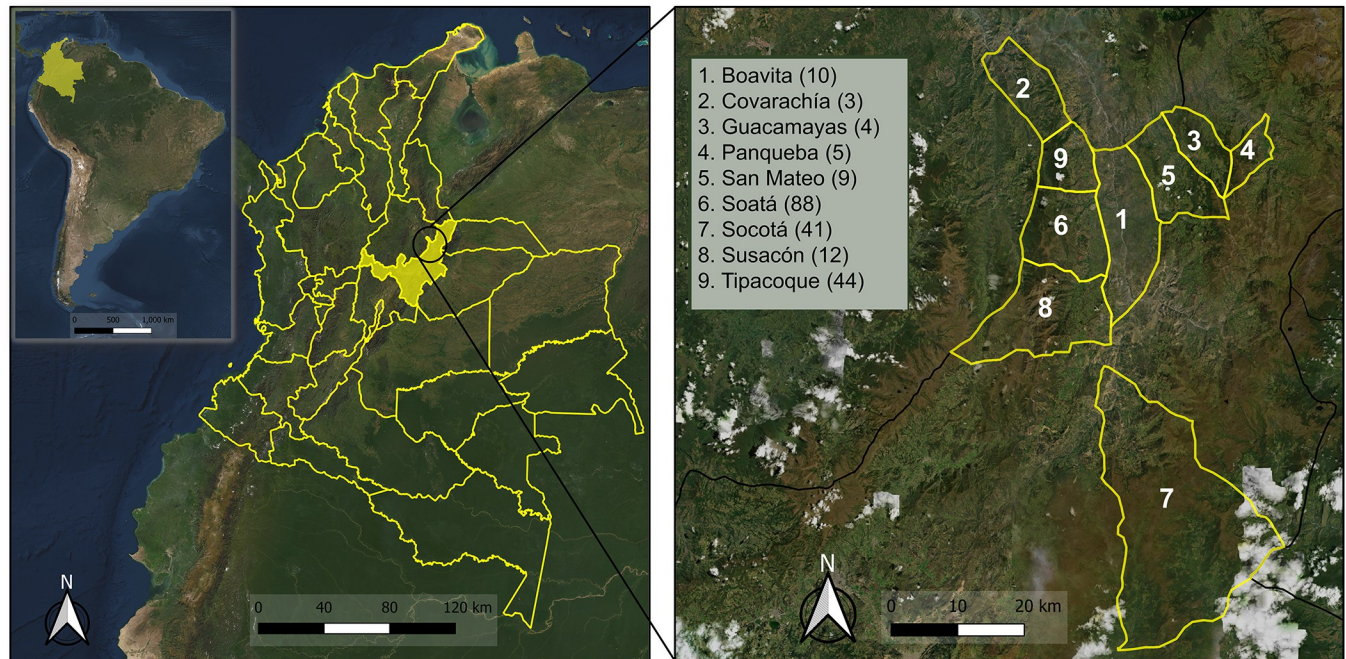 0 500 1,000 km
N
0 40 80 120 km
1. Boavita (10)
2. Covarachía (3)
3. Guacamayas (4)
4. Panqueba (5)
5. San Mateo (9)
6. Soatá (88)
7. Socotá (41)
8. Susacón (12)
9. Tipacoque (44)
2
9
3
4
5
6
1
8
7
N
0 10 20 km